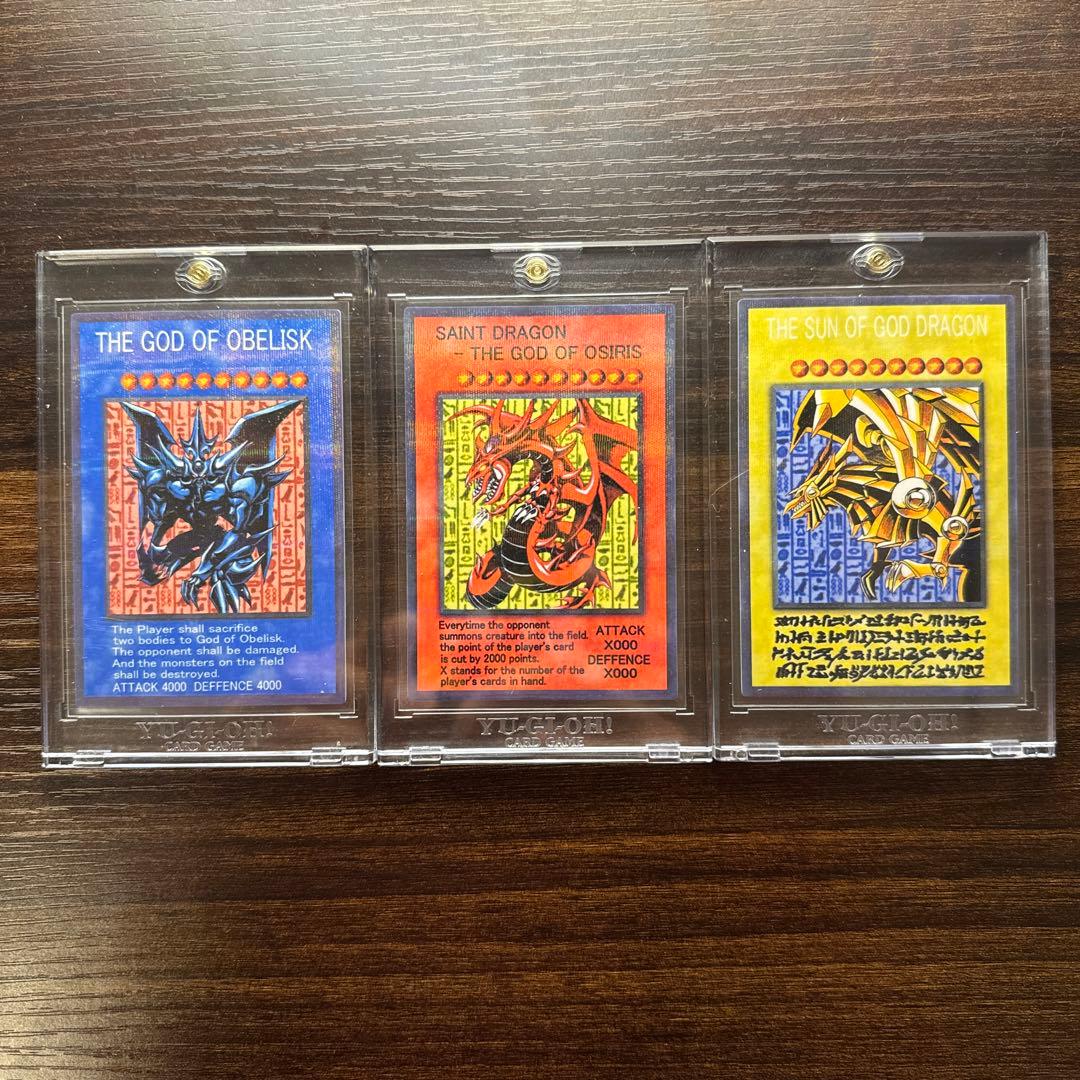 THE GOD OF OBELISK
The Player shall sacrifice
two bodies to God of Obelisk.
The opponent shall be damaged.
And the monsters on the field
shall be destroyed.
ATTACK 4000 DEFFENCE 4000
YU-GI-OH!
CARD GAME
SAINT DRAGON
- THE GOD OF OSIRIS
Everytime the opponent
summons creature into the field.
the point of the player's card
is cut by 2000 points.
X stands for the number of the
player's cards in hand.
ATTACK
X000
DEFFENCE
X000
YU-GI-OH!
CARD GAME
THE SUN OF GOD DRAGON
YU-GI-OH!
CARD GAME